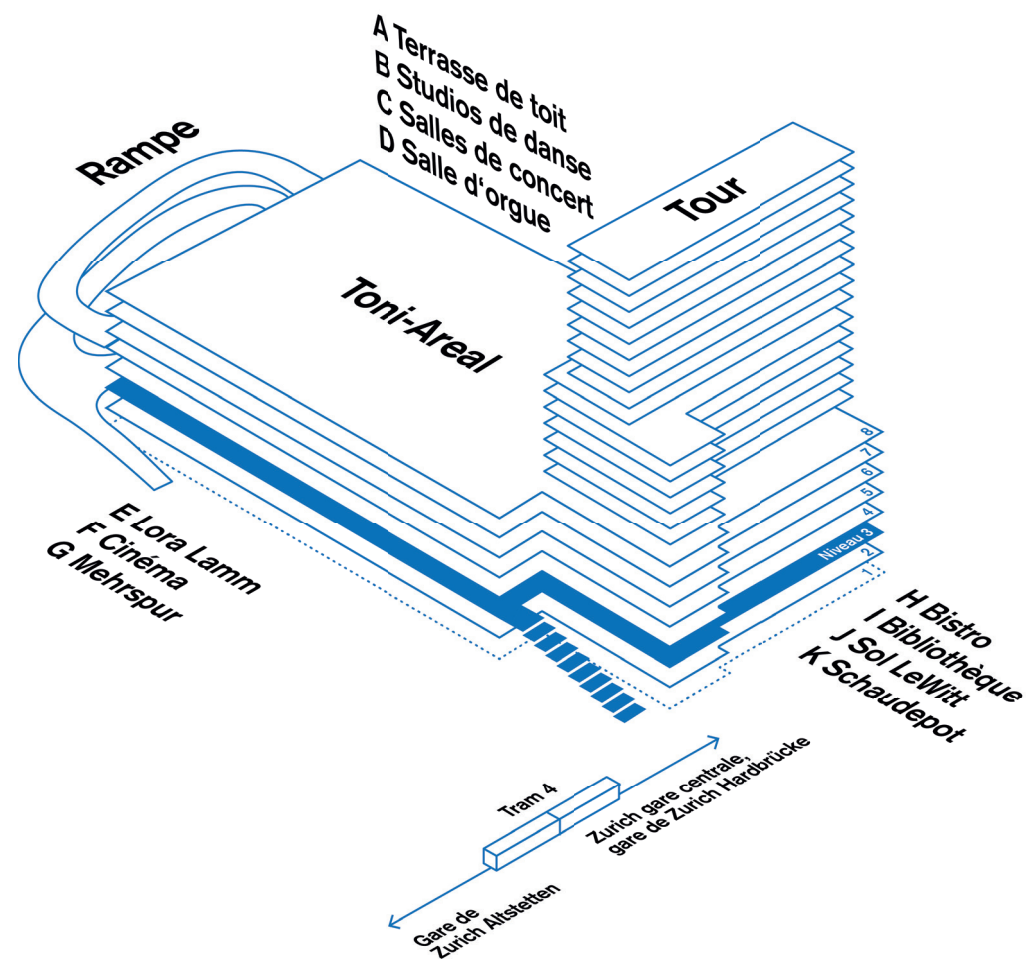 A Terrasse de toit
B Studios de danse
C Salles de concert
D Salle d‘orgue
Rampe
Tour
Toni-Areal
8
7
6
5
4
Niveau 3
2
1
E Lora Lamm
F Cinéma
G Mehrspur
H Bistro
I Bibliothèque
J Sol LeWitt
K Schaudepot
Tram 4
Zurich gare centrale,
gare de Zurich Hardbrücke
Gare de
Zurich Altstetten